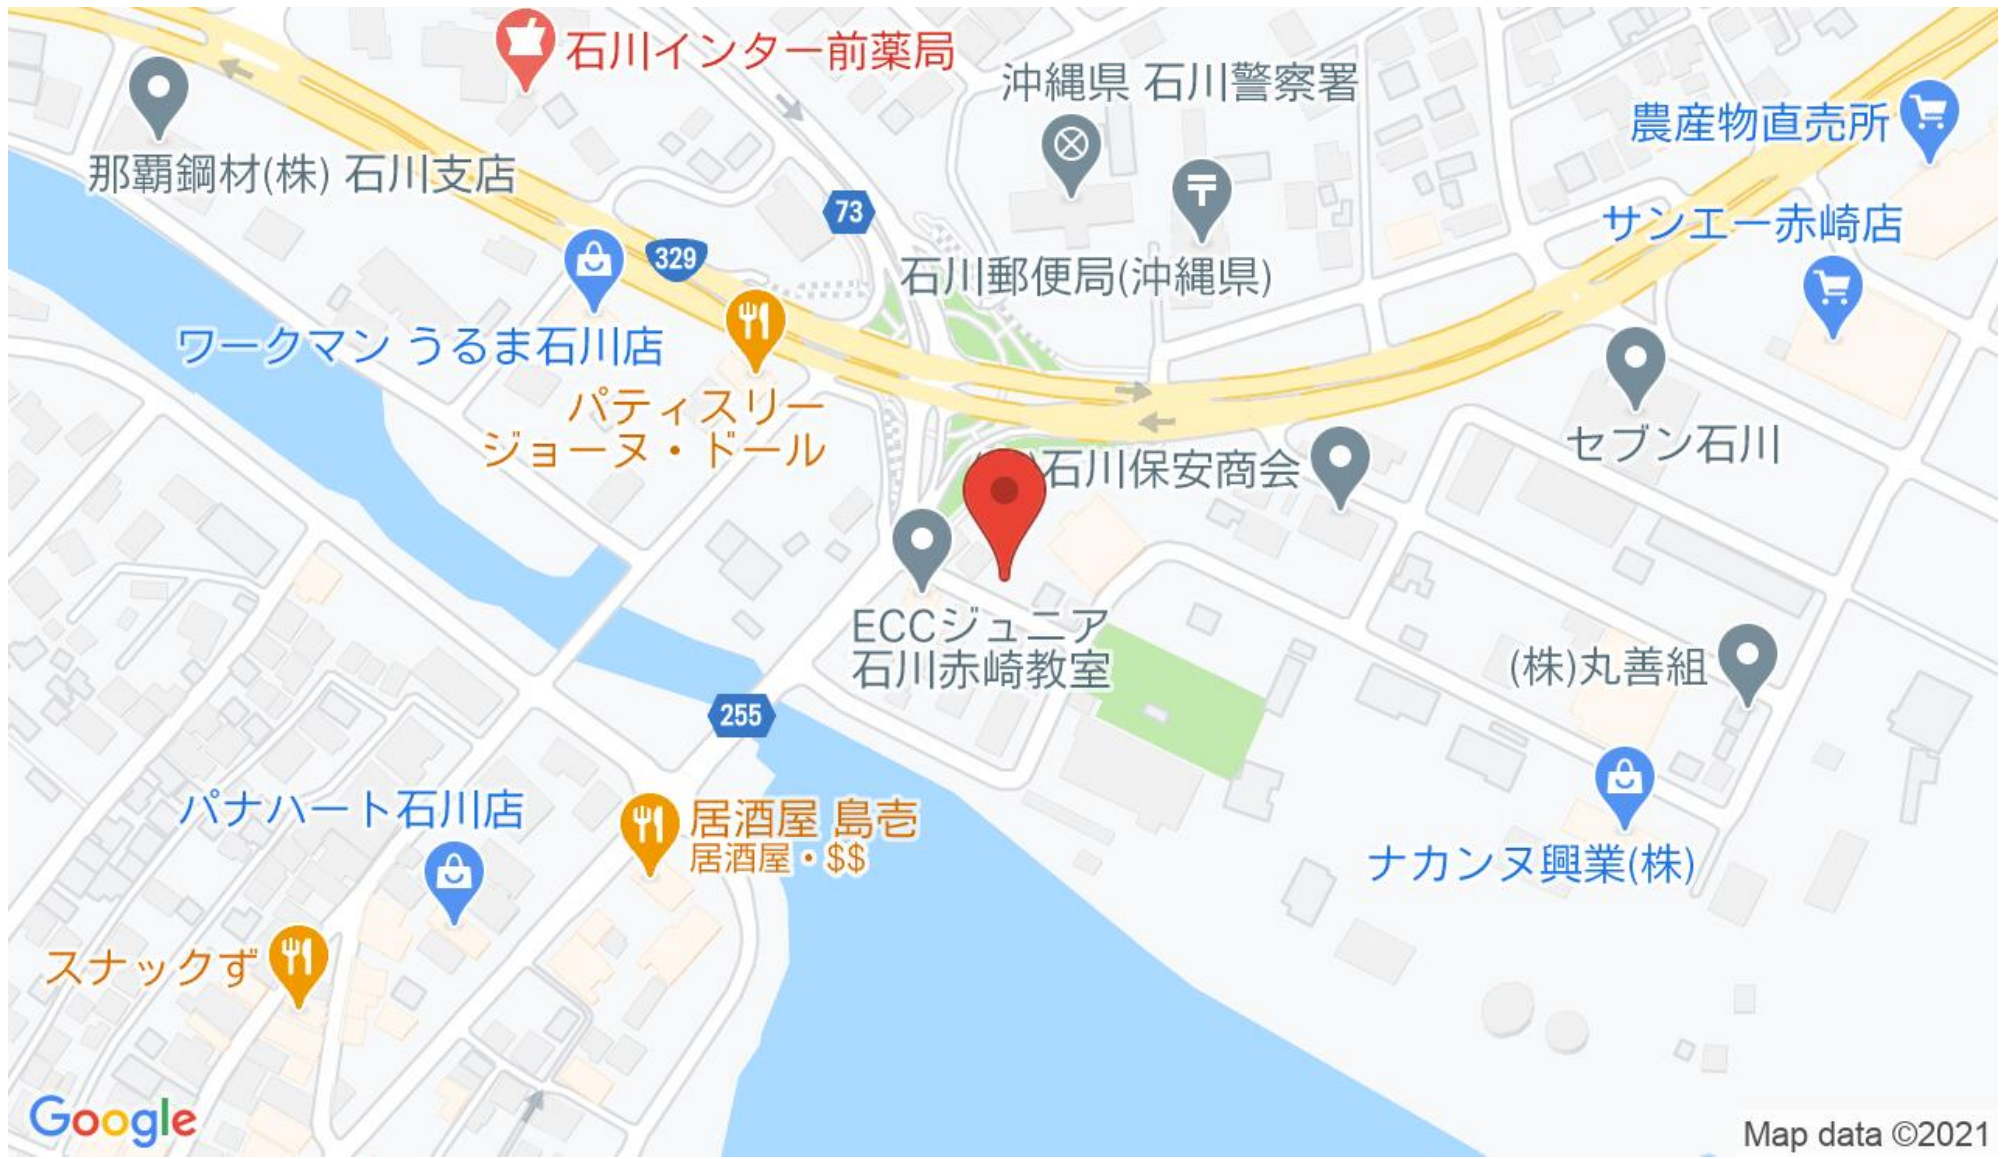 石川インター前薬局
沖縄県 石川警察署
農産物直売所
那覇鋼材(株) 石川支店
73
サンエー赤崎店
329
石川郵便局(沖縄県)
ワークマン うるま石川店
パティスリー
ジョーヌ・ドール
石川保安商会
セブン石川
ECCジュニア
石川赤崎教室
(株)丸善組
255
パナハート石川店
居酒屋 島壱
居酒屋・$$
ナカンヌ興業(株)
スナックず
Google
Map data ©2021